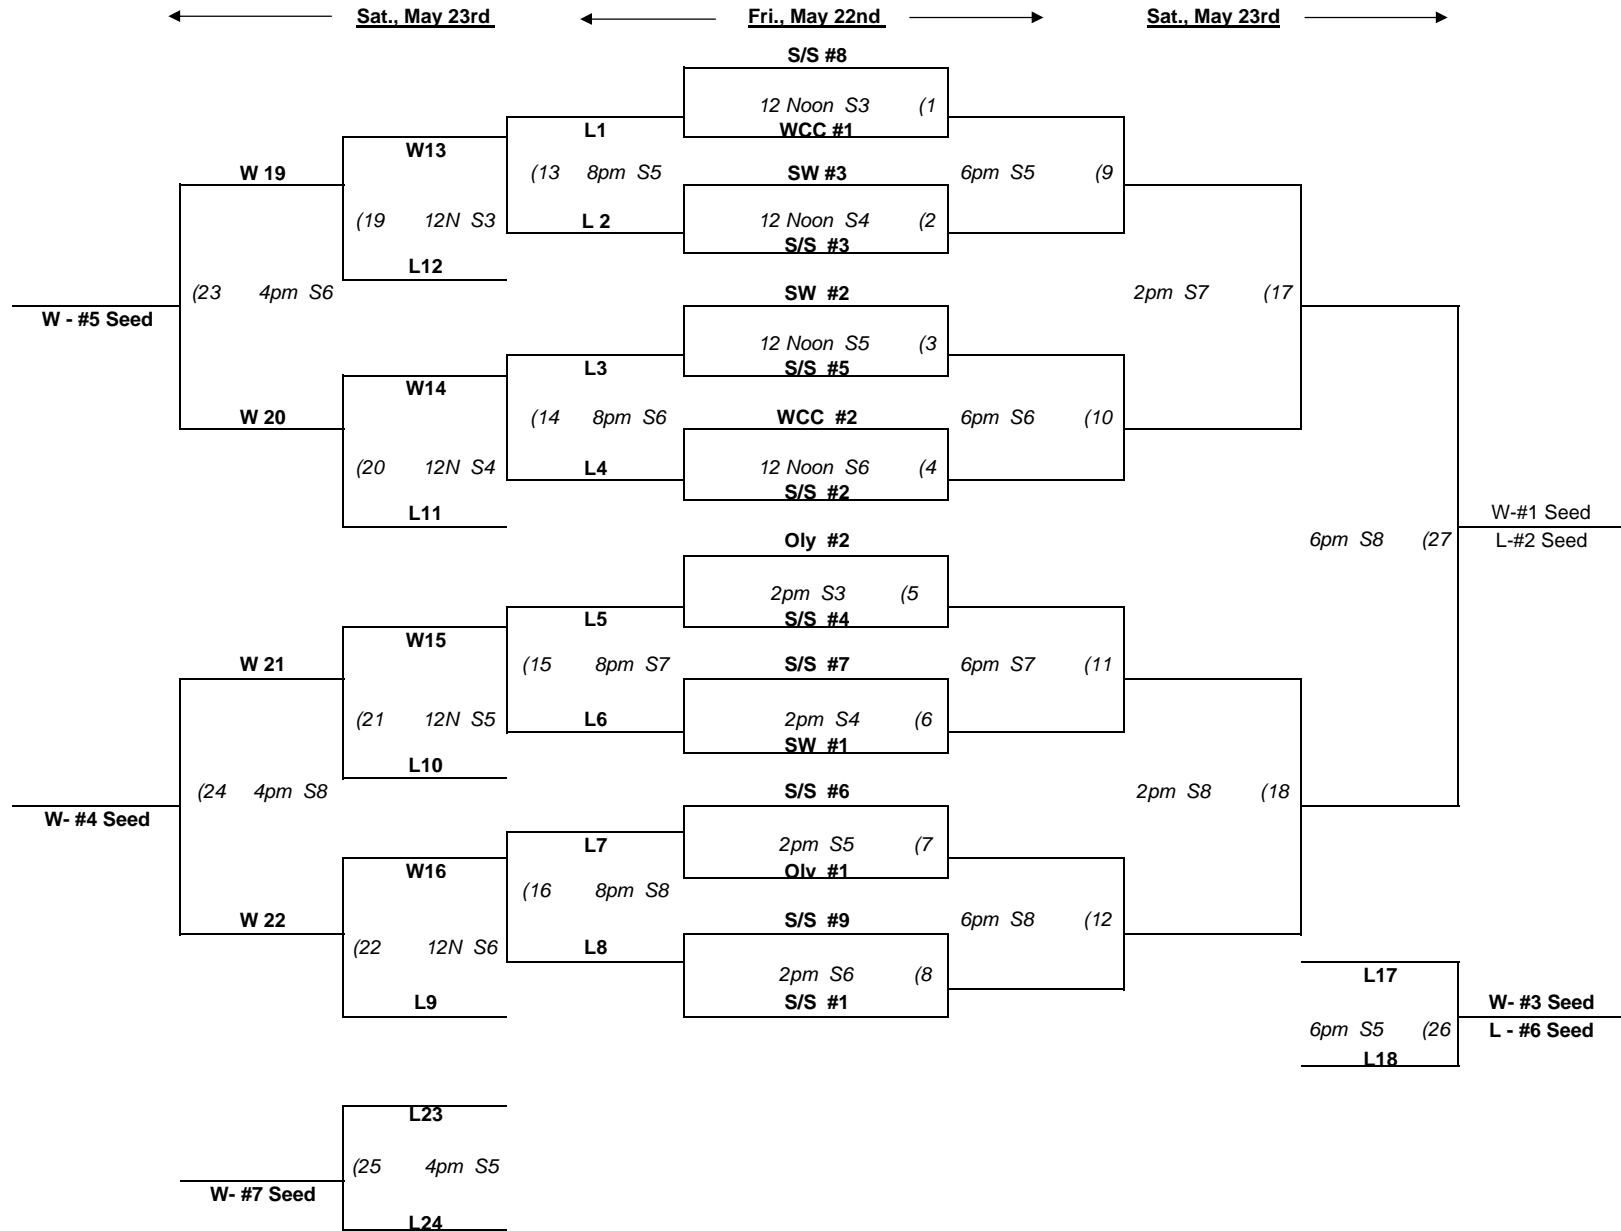 Sat., May 23rd Fri., May 22nd Sat., May 23rd
S/S #8
12 Noon S3 (1
L1 WCC #1
W13
W 19 (13 8pm S5 SW #3 6pm S5 (9
(19 12N S3 L 2 12 Noon S4 (2
S/S #3
L12
(23 4pm S6 SW #2 2pm S7 (17
W - #5 Seed
12 Noon S5 (3
L3 S/S #5
W14
W 20 (14 8pm S6 WCC #2 6pm S6 (10
(20 12N S4 L4 12 Noon S6 (4
S/S #2
L11 W-#1 Seed
Oly #2 6pm S8 (27 L-#2 Seed
2pm S3 (5
L5 S/S #4
W15
W 21 (15 8pm S7 S/S #7 6pm S7 (11
(21 12N S5 L6 2pm S4 (6
SW #1
L10
(24 4pm S8 S/S #6 2pm S8 (18
W- #4 Seed
L7 2pm S5 (7
W16 Oly #1
(16 8pm S8
W 22 S/S #9 6pm S8 (12
(22 12N S6 L8
2pm S6 (8 L17
L9 S/S #1 W- #3 Seed
6pm S5 (26 L - #6 Seed
L18
L23
(25 4pm S5
W- #7 Seed
L24